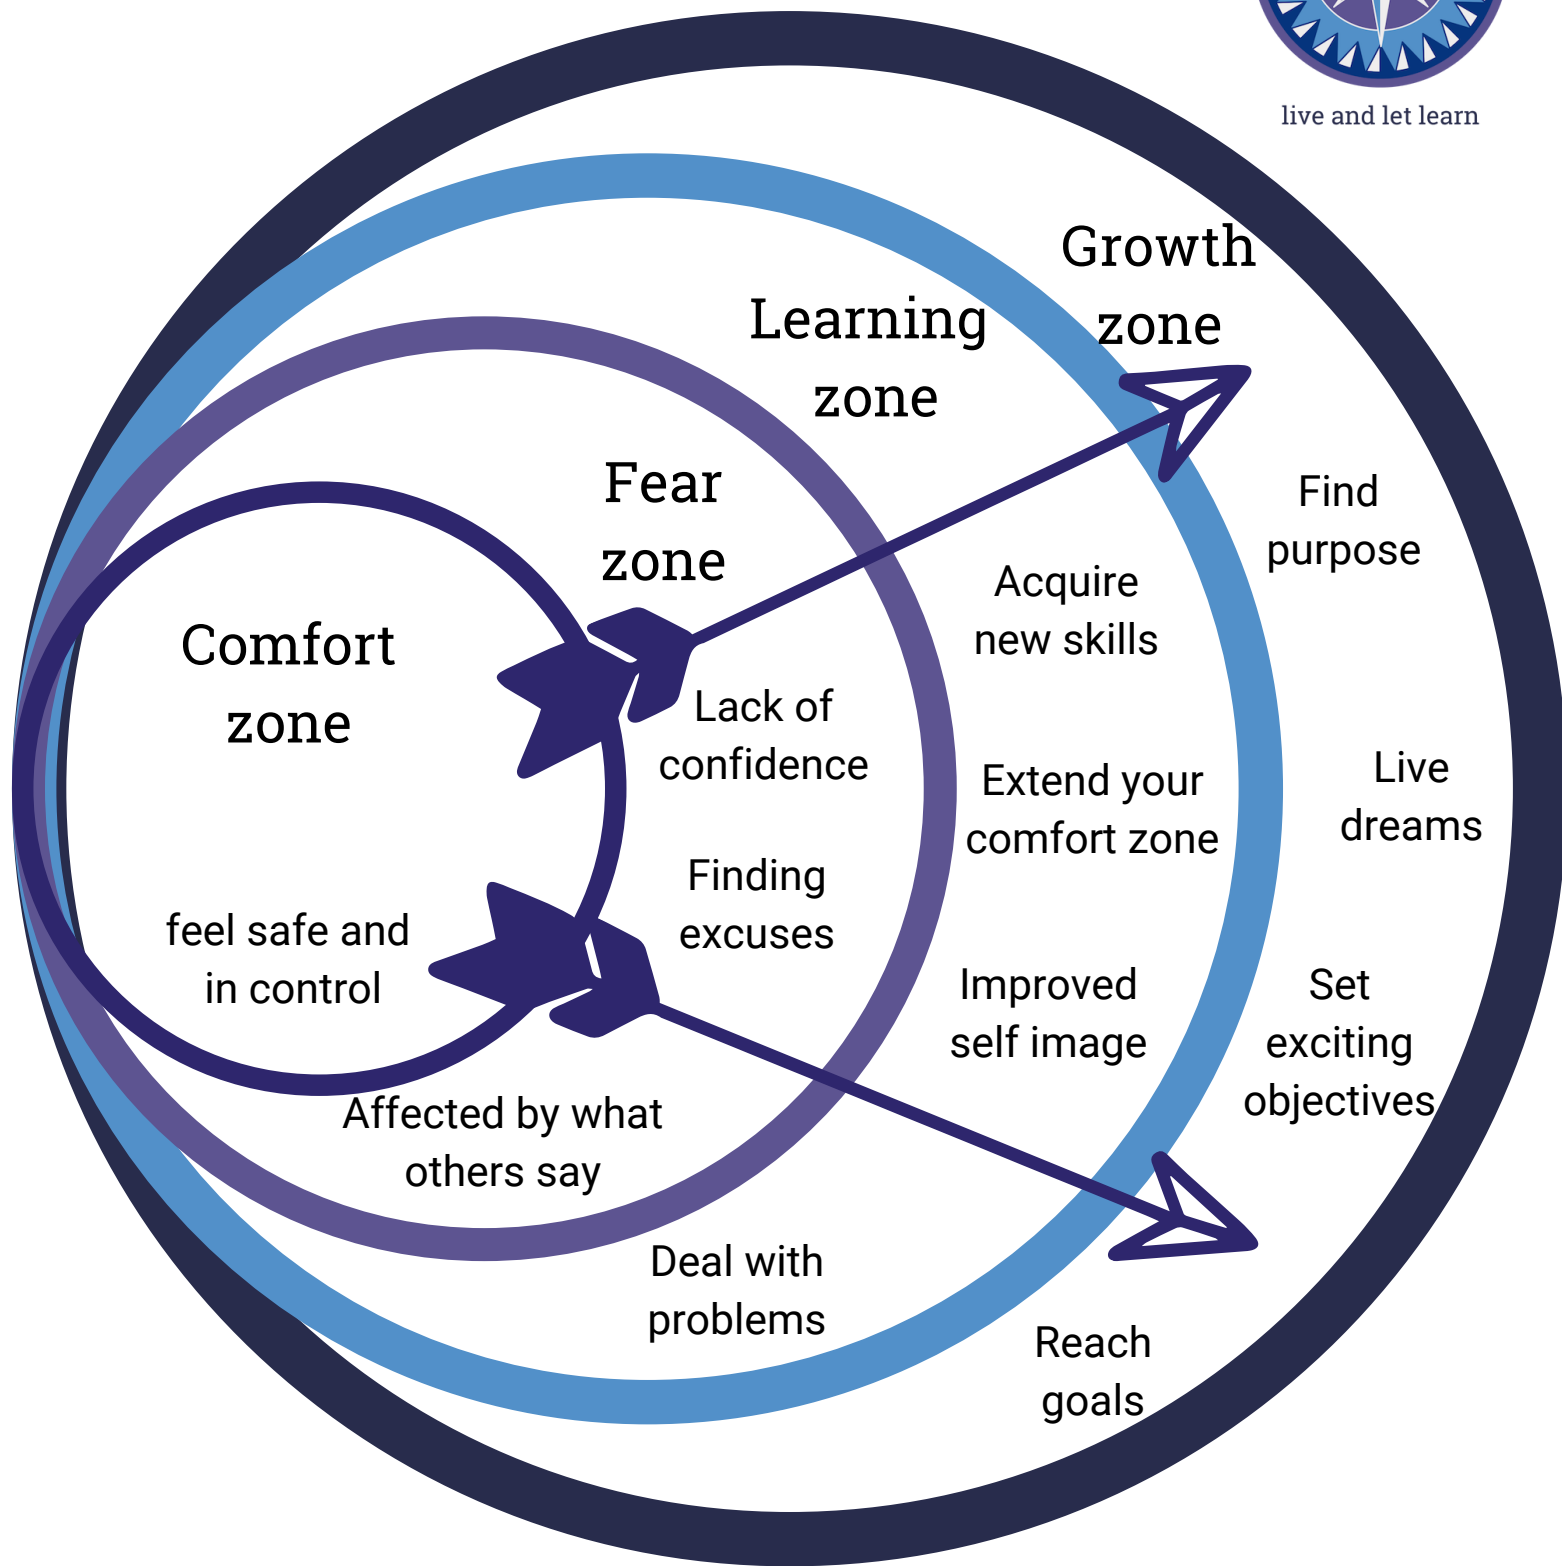 live and let learn
Growth
zone
Learning
zone
Fear
zone
Comfort
zone
feel safe and
in control
Lack of
confidence
Finding
excuses
Affected by what
others say
Acquire
new skills
Extend your
comfort zone
Improved
self image
Deal with
problems
Find
purpose
Live
dreams
Set
exciting
objectives
Reach
goals